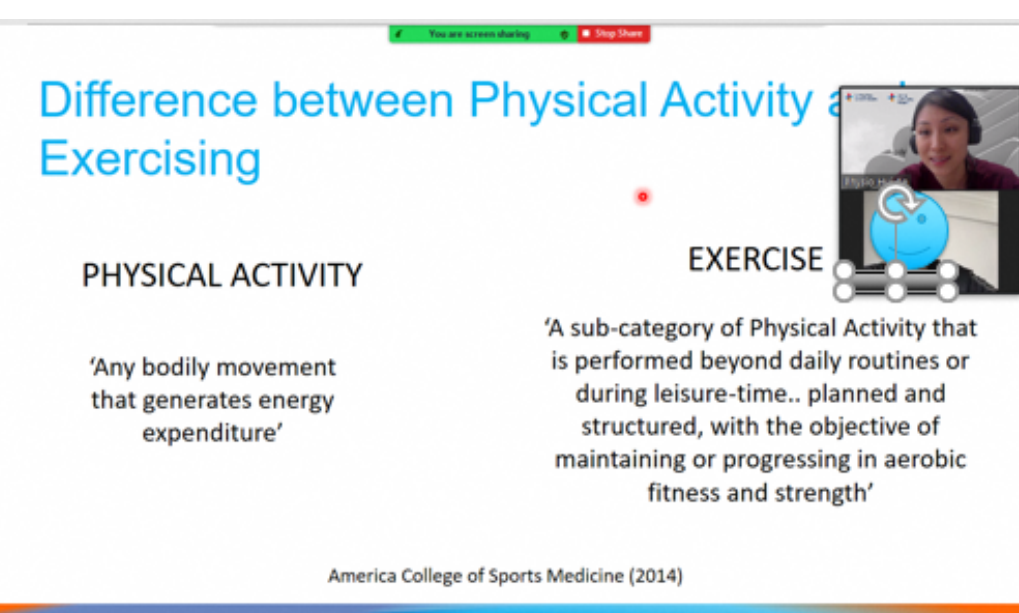 You are screen sharing
Stop Share
Difference between Physical Activity
Exercising
PHYSICAL ACTIVITY
EXERCISE
‘Any bodily movement
that generates energy
expenditure’
‘A sub-category of Physical Activity that
is performed beyond daily routines or
during leisure-time.. planned and
structured, with the objective of
maintaining or progressing in aerobic
fitness and strength’
America College of Sports Medicine (2014)